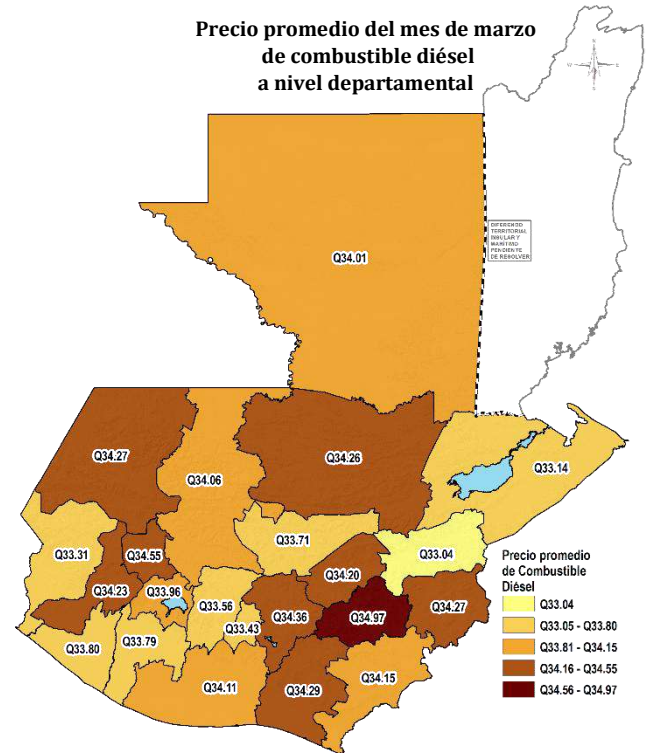 Precio promedio del mes de marzo
de combustible diésel
a nivel departamental
N
W
E
S
DIFERENDO
TERRITORIAL
INSULAR Y
MARÍTIMO
PENDIENTE
DE RESOLVER
Q34.01
Q34.27
Q34.06
Q34.26
Q33.14
Q33.31
Q34.55
Q33.71
Q33.04
Q34.23
Q33.96
Q33.56
Q34.20
Q34.27
Q33.43
Q34.36
Q34.97
Q33.80
Q33.79
Q34.11
Q34.29
Q34.15
Precio promedio
de Combustible
Diésel
Q33.04
Q33.05 - Q33.80
Q33.81 - Q34.15
Q34.16 - Q34.55
Q34.56 - Q34.97